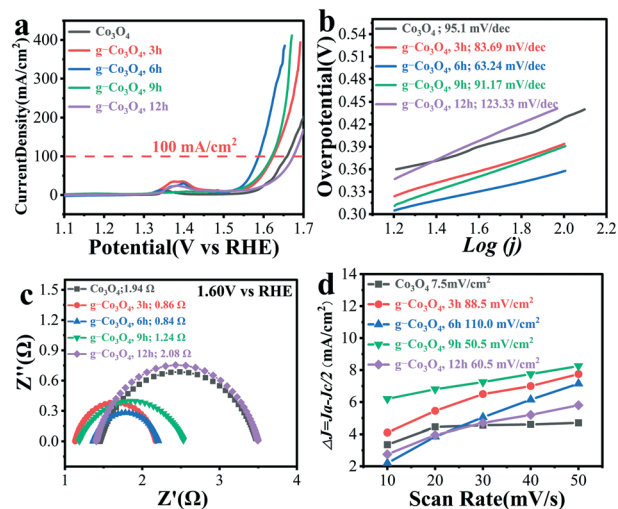 a
CurrentDensity(mA/cm²)
400
300
200
100
0
Co₃O₄
g−Co₃O₄, 3h
g−Co₃O₄, 6h
g−Co₃O₄, 9h
g−Co₃O₄, 12h
100 mA/cm²
1.1 1.2 1.3 1.4 1.5 1.6 1.7
Potential(V vs RHE)
b
Overpotential(V)
0.54
0.51
0.48
0.45
0.42
0.39
0.36
0.33
0.30
Co₃O₄ ; 95.1 mV/dec
g−Co₃O₄, 3h; 83.69 mV/dec
g−Co₃O₄, 6h; 63.24 mV/dec
g−Co₃O₄, 9h; 91.17 mV/dec
g−Co₃O₄, 12h; 123.33 mV/dec
1.2 1.4 1.6 1.8 2.0
Log (j)
c
Z''(Ω)
1.5
1.2
0.9
0.6
0.3
0.0
Co₃O₄;1.94 Ω
g−Co₃O₄, 3h; 0.86 Ω
g−Co₃O₄, 6h; 0.84 Ω
g−Co₃O₄, 9h; 1.24 Ω
g−Co₃O₄, 12h; 2.08 Ω
1.60V vs RHE
1 2 3 4
Z'(Ω)
d
△J=Ja-Jc/2 (mA/cm²)
14
12
10
8
6
4
2
Co₃O₄ 7.5mV/cm²
g−Co₃O₄, 3h 88.5 mV/cm²
g−Co₃O₄, 6h 110.0 mV/cm²
g−Co₃O₄, 9h 50.5 mV/cm²
g−Co₃O₄, 12h 60.5 mV/cm²
10 20 30 40 50
Scan Rate(mV/s)